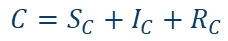 C = S_C + I_C + R_C